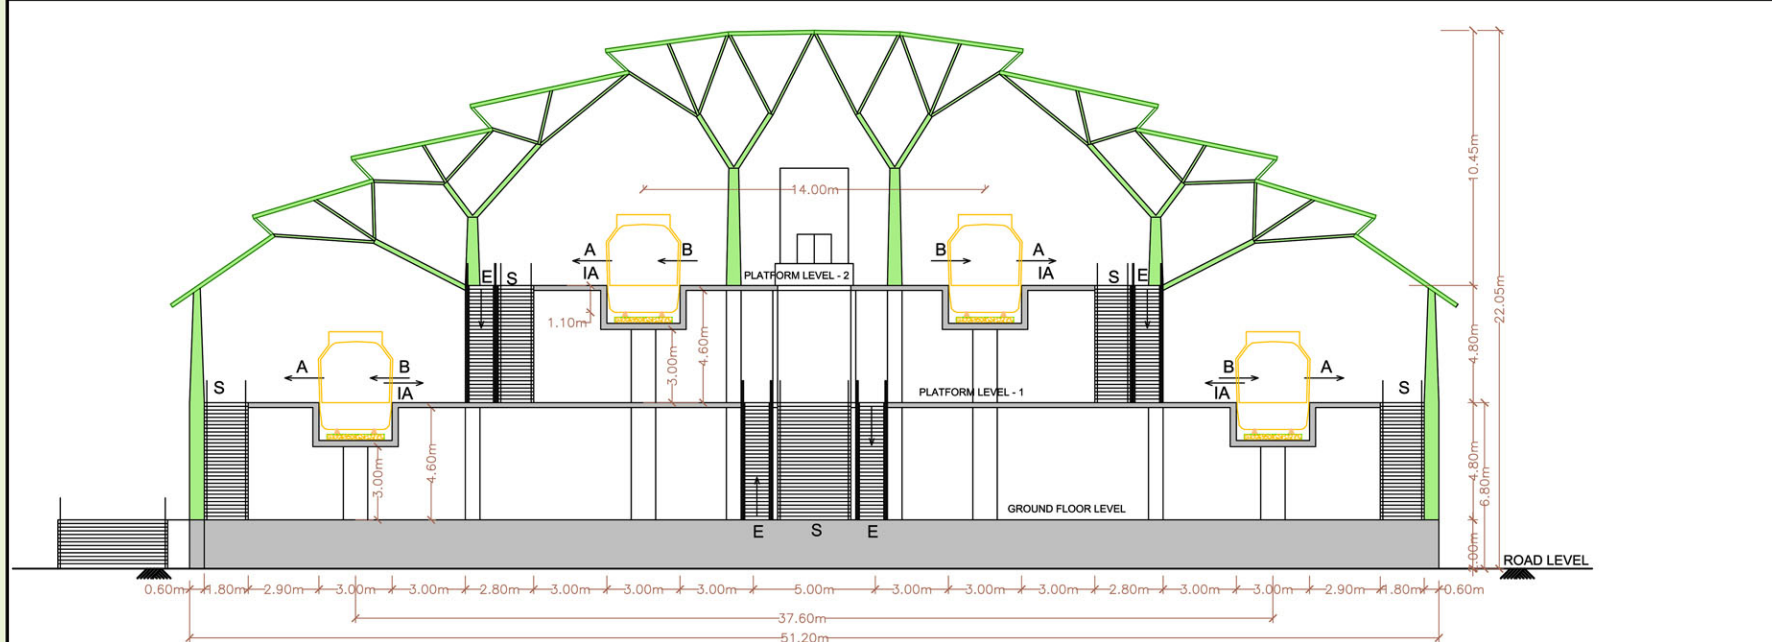 10.45m
14.00m
A
B
B
A
IA
IA
E
S
PLATFORM LEVEL - 2
S
E
22.05m
1.10m
3.00m
4.60m
4.80m
A
B
B
A
S
IA
PLATFORM LEVEL - 1
IA
S
3.00m
4.60m
4.80m
6.80m
GROUND FLOOR LEVEL
E
S
E
2.00m
ROAD LEVEL
0.60m
1.80m
2.90m
3.00m
3.00m
2.80m
3.00m
3.00m
3.00m
5.00m
3.00m
3.00m
3.00m
2.80m
3.00m
3.00m
2.90m
1.80m
0.60m
37.60m
51.20m